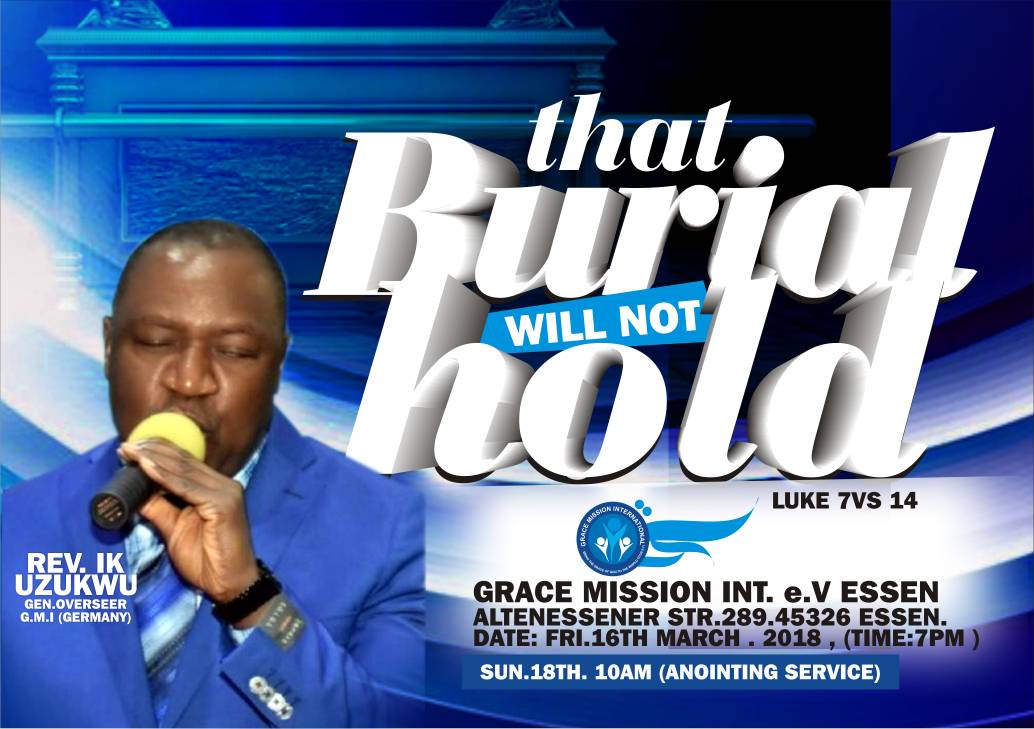 that
Burial
WILL NOT
hold
LUKE 7VS 14
GRACE MISSION INTERNATIONAL
GRACE MISSION INT. e.V ESSEN
ALTENESSENER STR.289.45326 ESSEN.
DATE: FRI.16TH MARCH . 2018 , (TIME:7PM )
SUN.18TH. 10AM (ANOINTING SERVICE)
REV. IK
UZUKWU
GEN.OVERSEER
G.M.I (GERMANY)